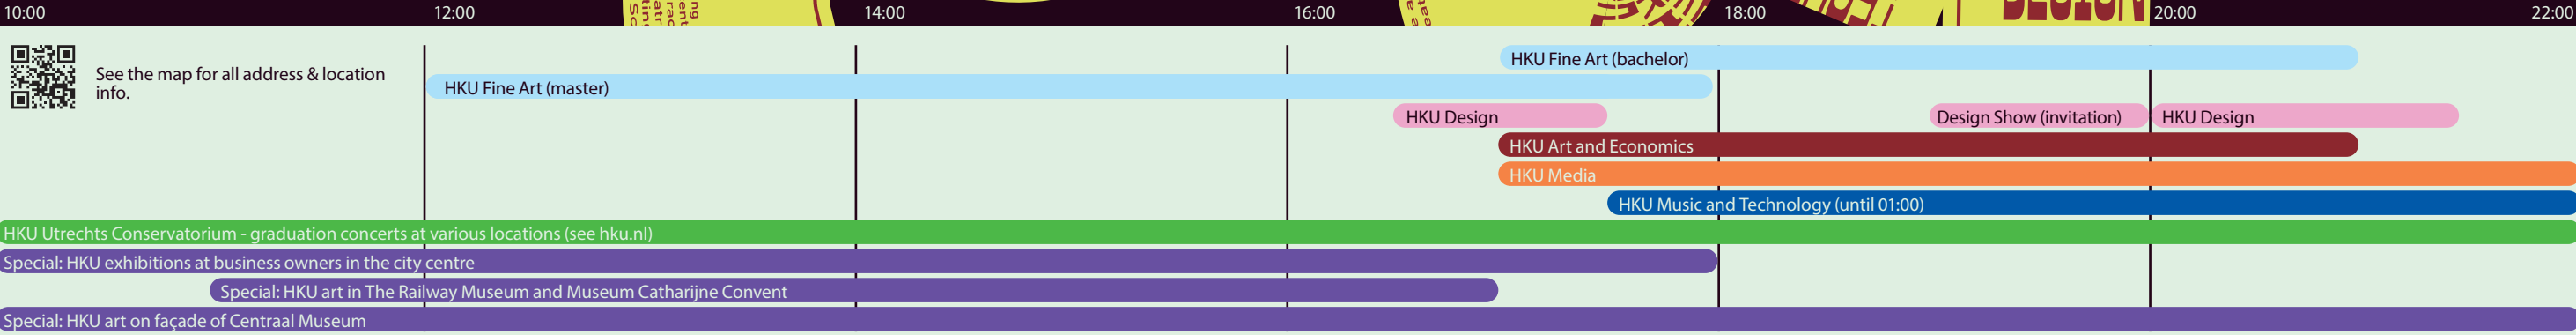 10:00 12:00 14:00 16:00 18:00 20:00 22:00
DESIGN
See the map for all address & location
info.
HKU Fine Art (bachelor)
HKU Fine Art (master)
HKU Design
Design Show (invitation)
HKU Design
HKU Art and Economics
HKU Media
HKU Music and Technology (until 01:00)
HKU Utrechts Conservatorium - graduation concerts at various locations (see hku.nl)
Special: HKU exhibitions at business owners in the city centre
Special: HKU art in The Railway Museum and Museum Catharijne Convent
Special: HKU art on façade of Centraal Museum